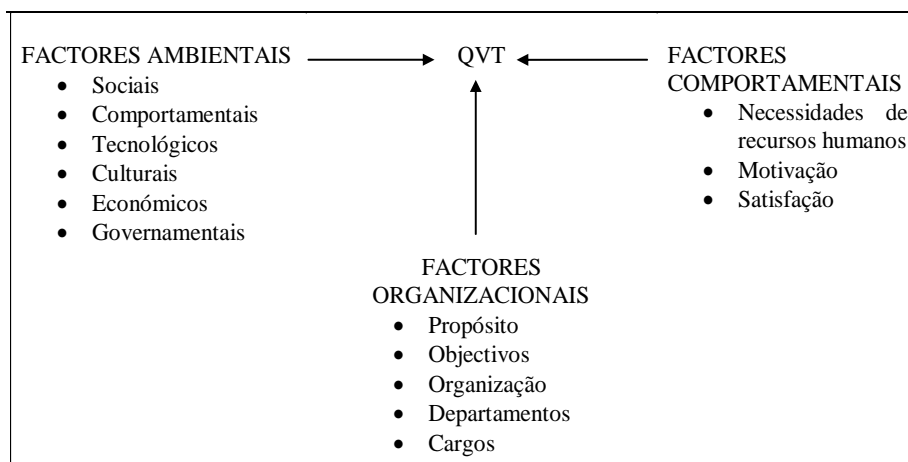 FACTORES AMBIENTAIS
• Sociais
• Comportamentais
• Tecnológicos
• Culturais
• Económicos
• Governamentais
QVT
FACTORES
COMPORTAMENTAIS
• Necessidades de
recursos humanos
• Motivação
• Satisfação
FACTORES
ORGANIZACIONAIS
• Propósito
• Objectivos
• Organização
• Departamentos
• Cargos